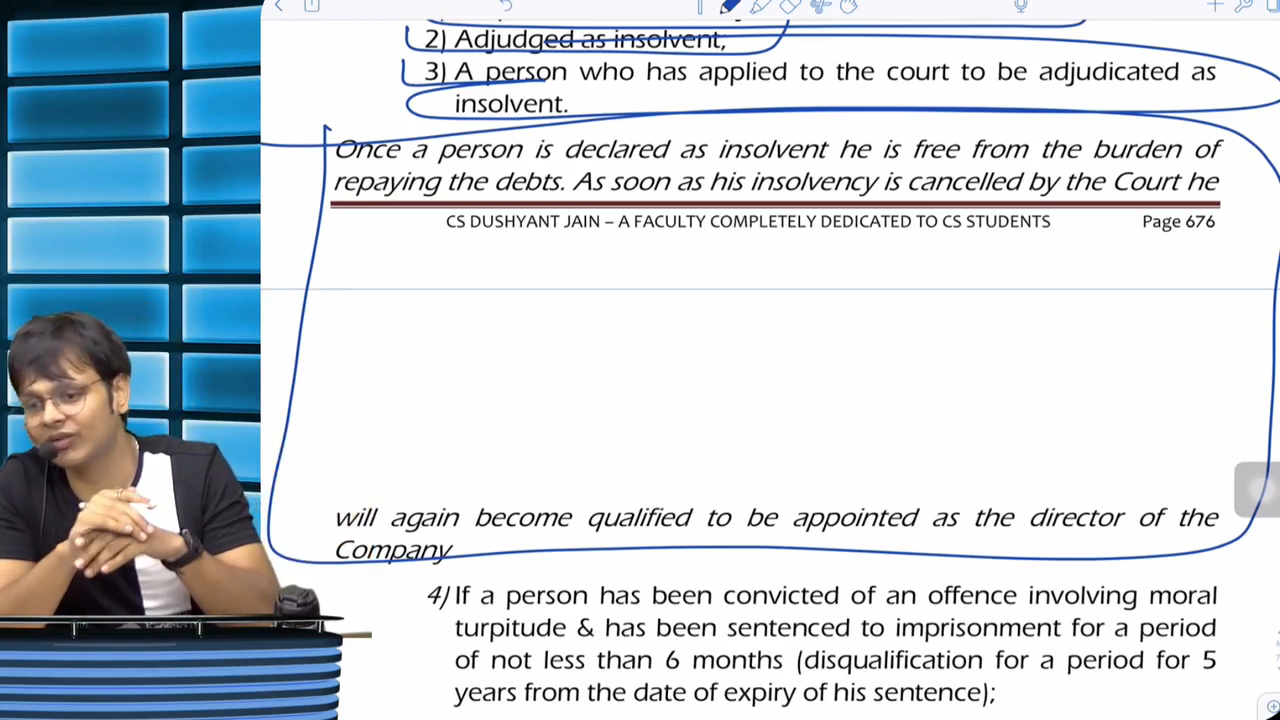 2) Adjudged as insolvent,
3) A person who has applied to the court to be adjudicated as
insolvent.
Once a person is declared as insolvent he is free from the burden of
repaying the debts. As soon as his insolvency is cancelled by the Court he
CS DUSHYANT JAIN – A FACULTY COMPLETELY DEDICATED TO CS STUDENTS Page 676
will again become qualified to be appointed as the director of the
Company
4) If a person has been convicted of an offence involving moral
turpitude & has been sentenced to imprisonment for a period
of not less than 6 months (disqualification for a period for 5
years from the date of expiry of his sentence);